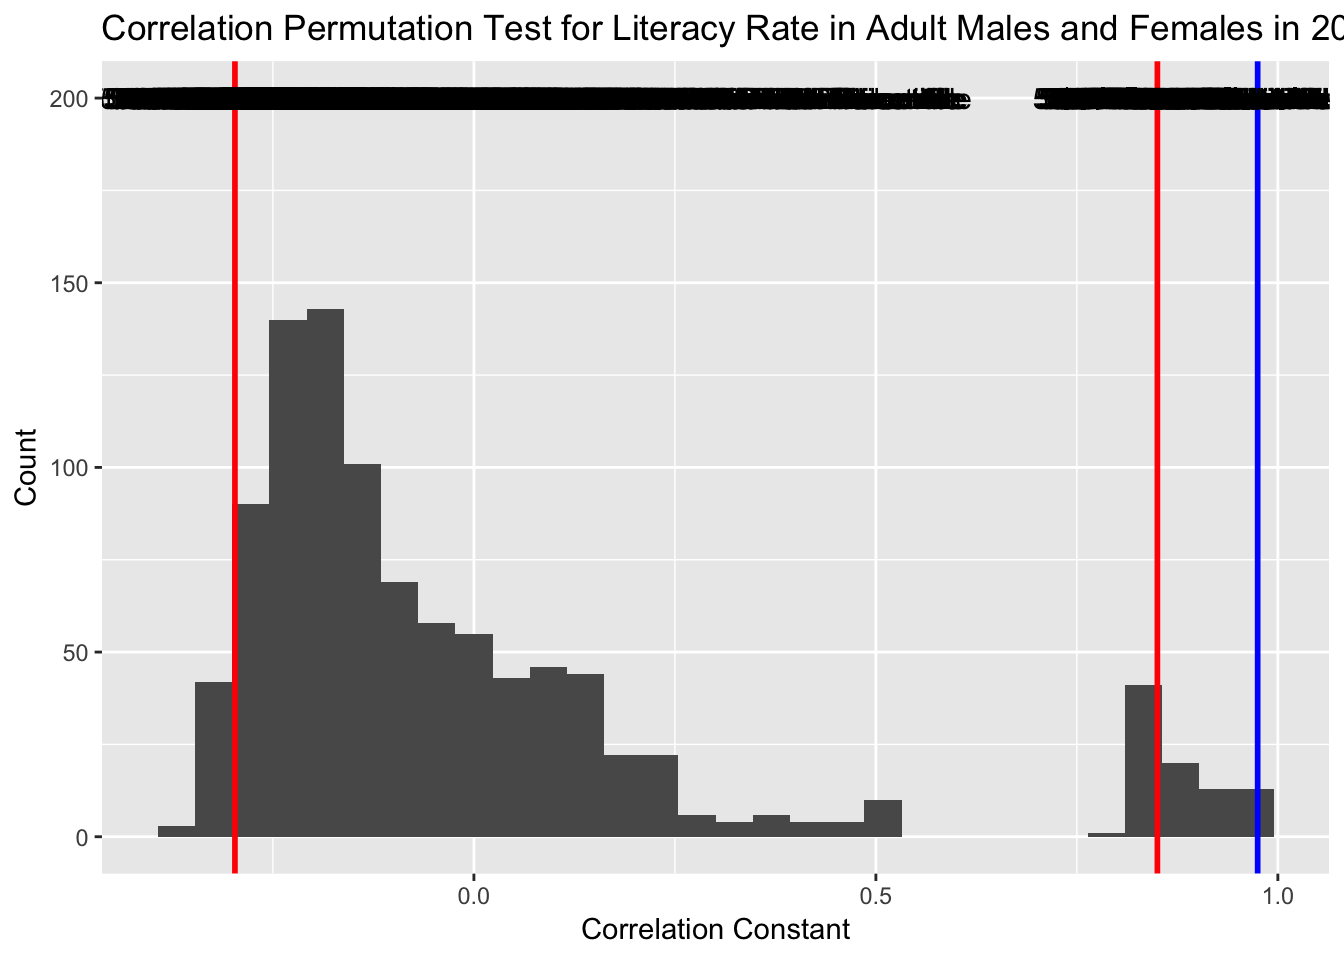 Correlation Permutation Test for Literacy Rate in Adult Males and Females in 20
200
150
100
50
0
Count
0.0
0.5
1.0
Correlation Constant